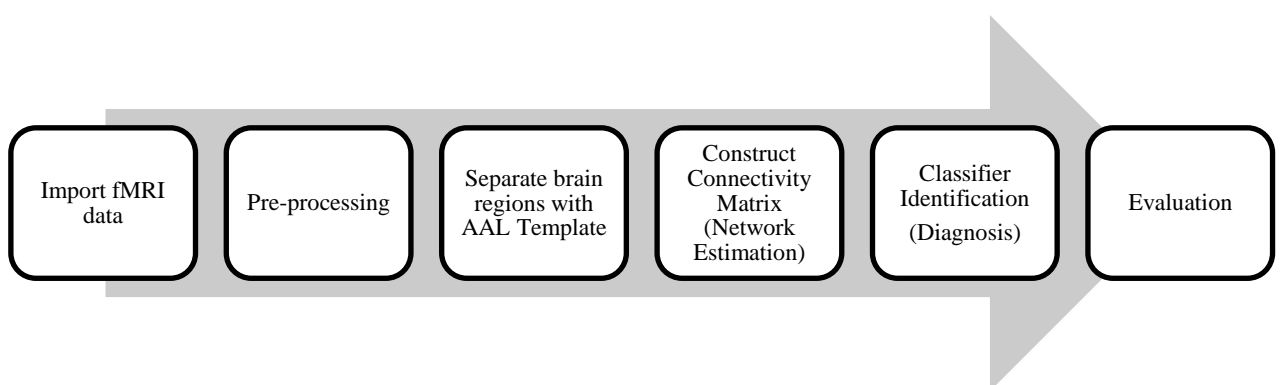 Import fMRI
data
Pre-processing
Separate brain
regions with
AAL Template
Construct
Connectivity
Matrix
(Network
Estimation)
Classifier
Identification
(Diagnosis)
Evaluation